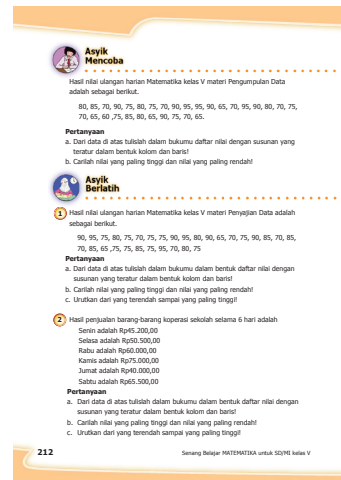 Asyik
Mencoba
Hasil nilai ulangan harian Matematika kelas V materi Pengumpulan Data
adalah sebagai berikut.
80, 85, 70, 90, 75, 80, 75, 70, 90, 95, 95, 90, 65, 70, 95, 90, 80, 70, 75,
70, 65, 60 ,75, 85, 80, 65, 90, 75, 70, 65.
Pertanyaan
a. Dari data di atas tulislah dalam bukumu daftar nilai dengan susunan yang
teratur dalam bentuk kolom dan baris!
b. Carilah nilai yang paling tinggi dan nilai yang paling rendah!
Asyik
Berlatih
1 Hasil nilai ulangan harian Matematika kelas V materi Penyajian Data adalah
sebagai berikut.
90, 95, 75, 80, 75, 70, 75, 75, 90, 95, 80, 90, 65, 70, 75, 90, 85, 70, 85,
70, 85, 65 ,75, 75, 85, 75, 95, 70, 80, 75
Pertanyaan
a. Dari data di atas tulislah dalam bukumu dalam bentuk daftar nilai dengan
susunan yang teratur dalam bentuk kolom dan baris!
b. Carilah nilai yang paling tinggi dan nilai yang paling rendah!
c. Urutkan dari yang terendah sampai yang paling tinggi!
2 Hasil penjualan barang-barang koperasi sekolah selama 6 hari adalah
Senin adalah Rp45.200,00
Selasa adalah Rp50.500,00
Rabu adalah Rp60.000,00
Kamis adalah Rp75.000,00
Jumat adalah Rp40.000,00
Sabtu adalah Rp65.500,00
Pertanyaan
a. Dari data di atas tulislah dalam bukumu dalam bentuk daftar nilai dengan
susunan yang teratur dalam bentuk kolom dan baris!
b. Carilah nilai yang paling tinggi dan nilai yang paling rendah!
c. Urutkan dari yang terendah sampai yang paling tinggi!
212 Senang Belajar MATEMATIKA untuk SD/MI kelas V